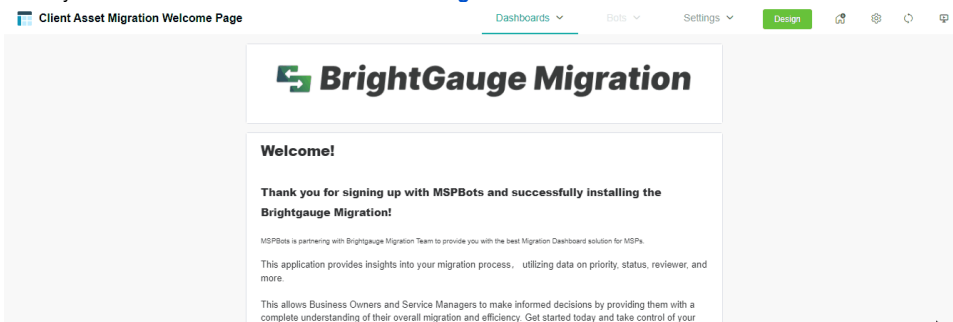 Client Asset Migration Welcome Page
Dashboards
Bots
Settings
Design
BrightGauge Migration
Welcome!
Thank you for signing up with MSPBots and successfully installing the
Brightgauge Migration!
MSPBots is partnering with Brightgauge Migration Team to provide you with the best Migration Dashboard solution for MSPs.
This application provides insights into your migration process, utilizing data on priority, status, reviewer, and
more.
This allows Business Owners and Service Managers to make informed decisions by providing them with a
complete understanding of their overall migration and efficiency. Get started today and take control of your